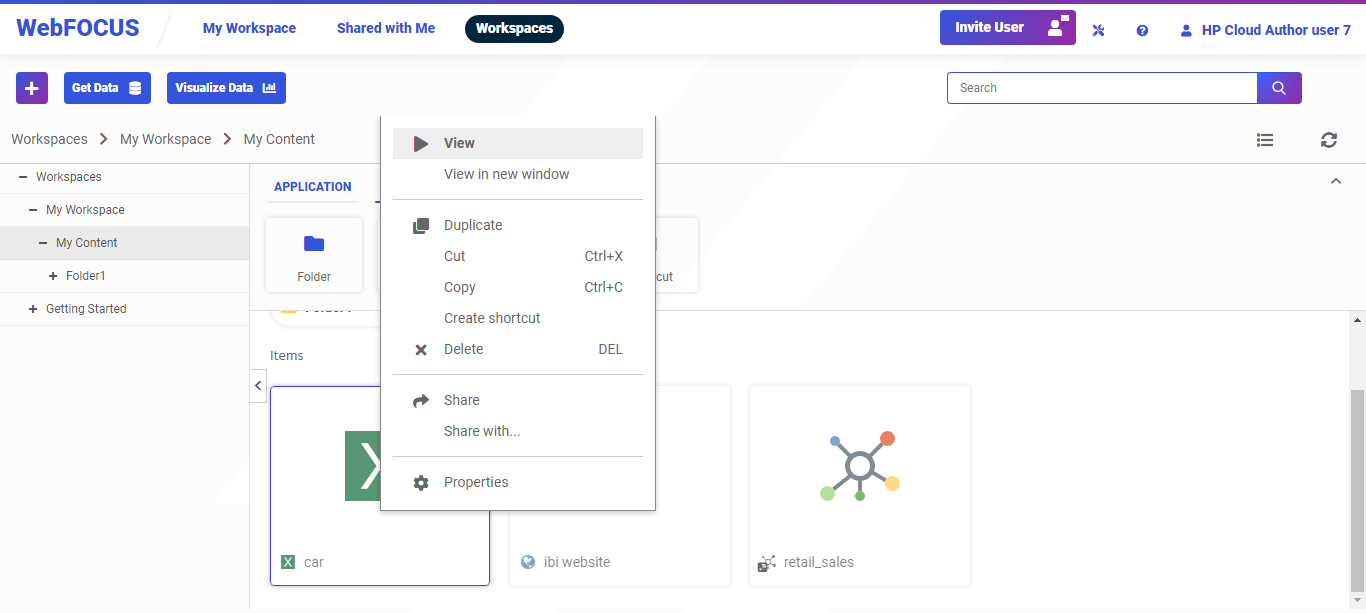 WebFOCUS
My Workspace
Shared with Me
Workspaces
Invite User
HP Cloud Author user 7
Get Data
Visualize Data
Search
Workspaces
My Workspace
My Content
Workspaces
My Workspace
My Content
Folder1
Getting Started
APPLICATION
Folder
View
View in new window
Duplicate
Cut Ctrl+X
Copy Ctrl+C
Create shortcut
Delete DEL
Share
Share with...
Properties
cut
Items
car
ibi website
retail_sales